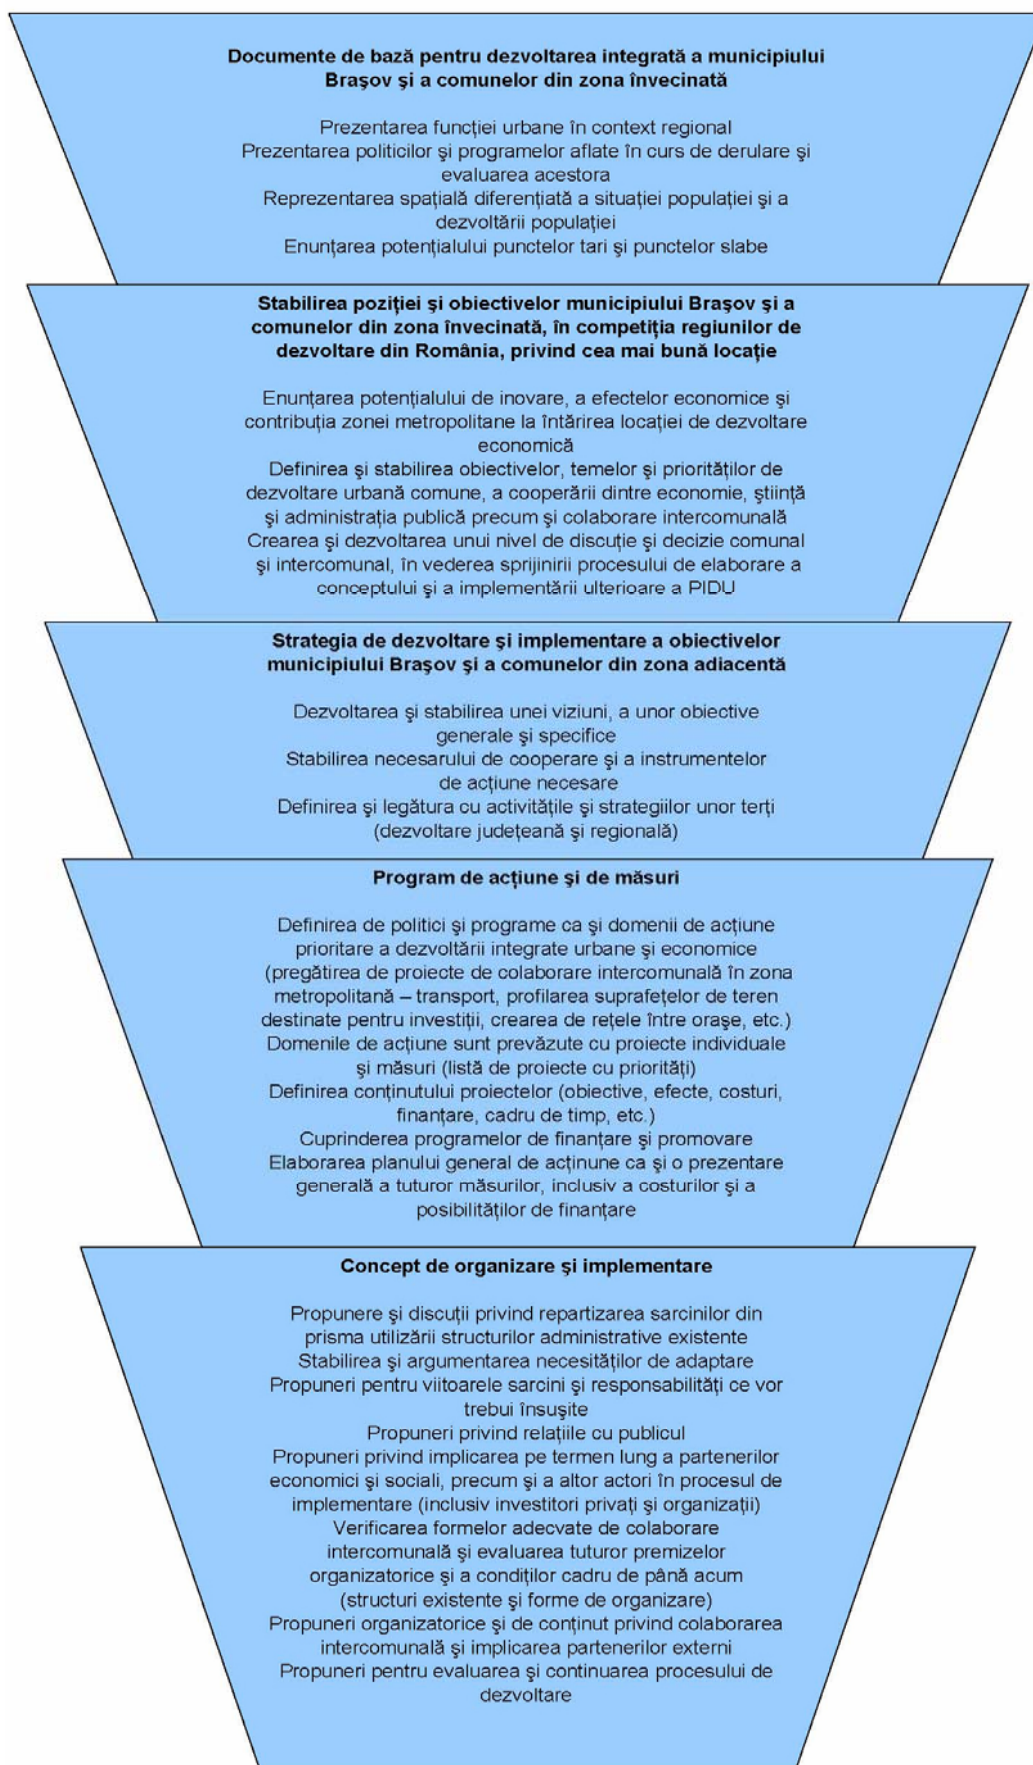 Documente de bază pentru dezvoltarea integrată a municipiului
Braşov şi a comunelor din zona învecinată
Prezentarea funcţiei urbane în context regional
Prezentarea politicilor şi programelor aflate în curs de derulare şi
evaluarea acestora
Reprezentarea spaţială diferenţiată a situaţiei populaţiei şi a
dezvoltării populaţiei
Enunţarea potenţialului punctelor tari şi punctelor slabe
Stabilirea poziţiei şi obiectivelor municipiului Braşov şi a
comunelor din zona învecinată, în competiţia regiunilor de
dezvoltare din România, privind cea mai bună locaţie
Enunţarea potenţialului de inovare, a efectelor economice şi
contribuţia zonei metropolitane la întărirea locaţiei de dezvoltare
economică
Definirea şi stabilirea obiectivelor, temelor şi priorităţilor de
dezvoltare urbană comune, a cooperării dintre economie, ştiinţă
şi administraţia publică precum şi colaborare intercomunală
Crearea şi dezvoltarea unui nivel de discuţie şi decizie comunal
şi intercomunal, în vederea sprijinirii procesului de elaborare a
conceptului şi a implementării ulterioare a PIDU
Strategia de dezvoltare şi implementare a obiectivelor
municipiului Braşov şi a comunelor din zona adiacentă
Dezvoltarea şi stabilirea unei viziuni, a unor obiective
generale şi specifice
Stabilirea necesarului de cooperare şi a instrumentelor
de acţiune necesare
Definirea şi legătura cu activităţile şi strategiilor unor terţi
(dezvoltare judeţeană şi regională)
Program de acţiune şi de măsuri
Definirea de politici şi programe ca şi domenii de acţiune
prioritare a dezvoltării integrate urbane şi economice
(pregătirea de proiecte de colaborare intercomunală în zona
metropolitană – transport, profilarea suprafeţelor de teren
destinate pentru investiţii, crearea de reţele între oraşe, etc.)
Domenile de acţiune sunt prevăzute cu proiecte individuale
şi măsuri (listă de proiecte cu priorităţi)
Definirea conţinutului proiectelor (obiective, efecte, costuri,
finanţare, cadru de timp, etc.)
Cuprinderea programelor de finanţare şi promovare
Elaborarea planului general de acţinune ca şi o prezentare
generală a tuturor măsurilor, inclusiv a costurilor şi a
posibilităţilor de finanţare
Concept de organizare şi implementare
Propunere şi discuţii privind repartizarea sarcinilor din
prisma utilizării structurilor administrative existente
Stabilirea şi argumentarea necesităţilor de adaptare
Propuneri pentru viitoarele sarcini şi responsabilităţi ce vor
trebui însuşite
Propuneri privind relaţiile cu publicul
Propuneri privind implicarea pe termen lung a partenerilor
economici şi sociali, precum şi a altor actori în procesul de
implementare (inclusiv investitori privaţi şi organizaţii)
Verificarea formelor adecvate de colaborare
intercomunală şi evaluarea tuturor premizelor
organizatorice şi a condiţilor cadru de până acum
(structuri existente şi forme de organizare)
Propuneri organizatorice şi de conţinut privind colaborarea
intercomunală şi implicarea partenerilor externi
Propuneri pentru evaluarea şi continuarea procesului de
dezvoltare